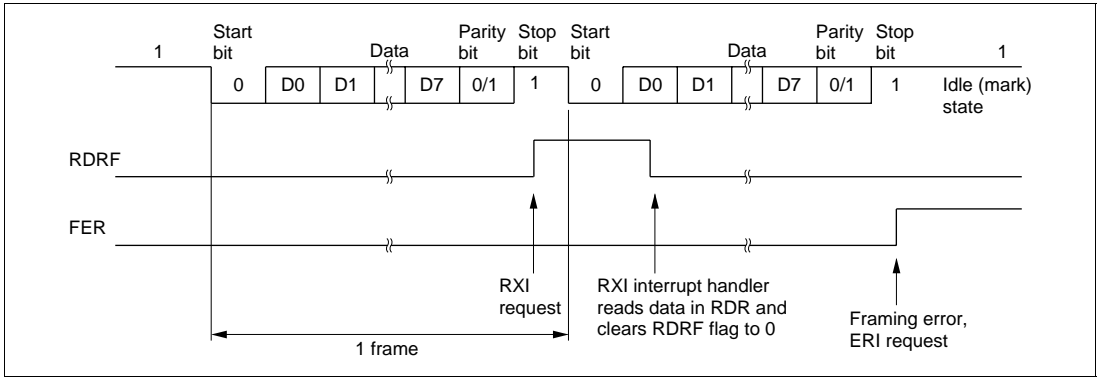 Start bit
Data
Parity bit
Stop bit
Start bit
Data
Parity bit
Stop bit
1
1
0
D0
D1
D7
0/1
1
0
D0
D1
D7
0/1
1
Idle (mark)
state
RDRF
FER
RXI
request
RXI interrupt handler
reads data in RDR and
clears RDRF flag to 0
Framing error,
ERI request
1 frame